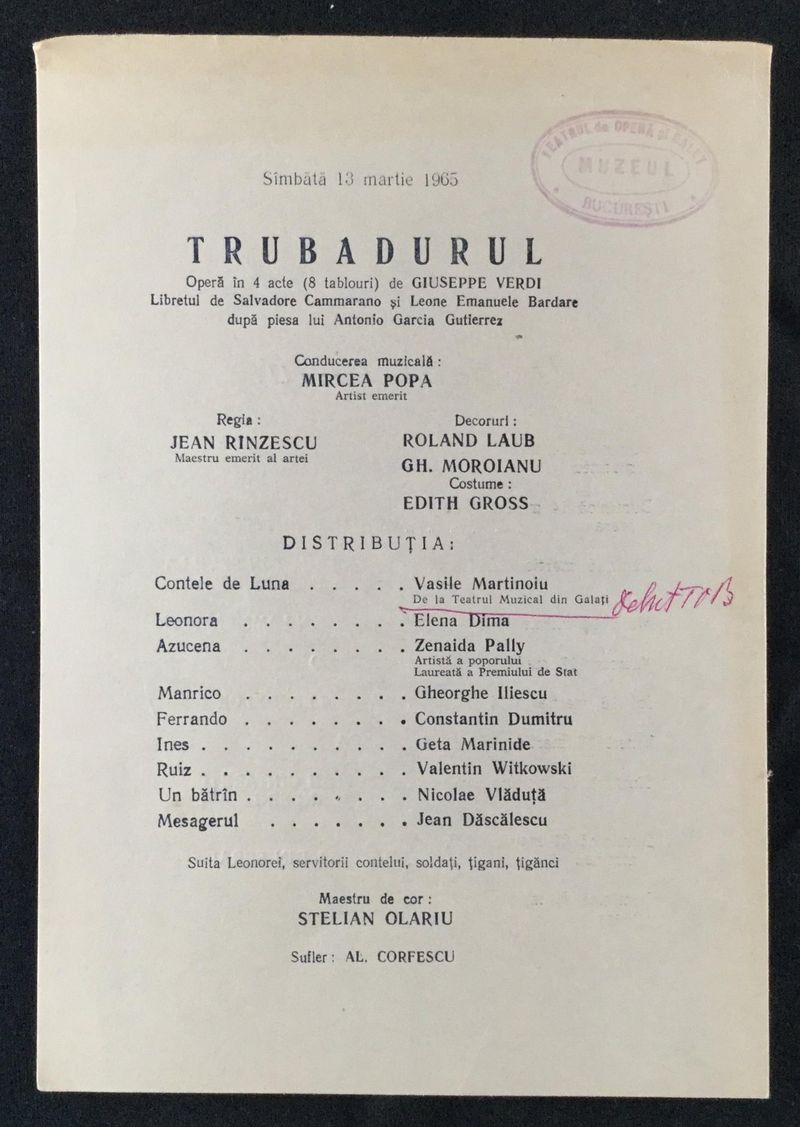 TEATRUL de OPERĂ și BALET
MUZEUL
BUCUREȘTI
Sîmbătă 13 martie 1965
TRUBADURUL
Operă în 4 acte (8 tablouri) de GIUSEPPE VERDI
Libretul de Salvadore Cammarano și Leone Emanuele Bardare
după piesa lui Antonio Garcia Gutierrez
Conducerea muzicală :
MIRCEA POPA
Artist emerit
Regia :
JEAN RINZESCU
Maestru emerit al artei
Decoruri :
ROLAND LAUB
GH. MOROIANU
Costume :
EDITH GROSS
DISTRIBUȚIA:
Contele de Luna . . . . . Vasile Martinoiu
De la Teatrul Muzical din Galați debut TOB
Leonora . . . . . . . . Elena Dima
Azucena . . . . . . . . Zenaida Pally
Artistă a poporului
Laureată a Premiului de Stat
Manrico . . . . . . . . Gheorghe Iliescu
Ferrando . . . . . . . . Constantin Dumitru
Ines . . . . . . . . . . Geta Marinide
Ruiz . . . . . . . . . . Valentin Witkowski
Un bătrîn . . . . . . . . Nicolae Vlăduță
Mesagerul . . . . . . . Jean Dăscălescu
Suita Leonorei, servitorii contelui, soldați, țigani, țigănci
Maestru de cor :
STELIAN OLARIU
Sufler : AL. CORFESCU